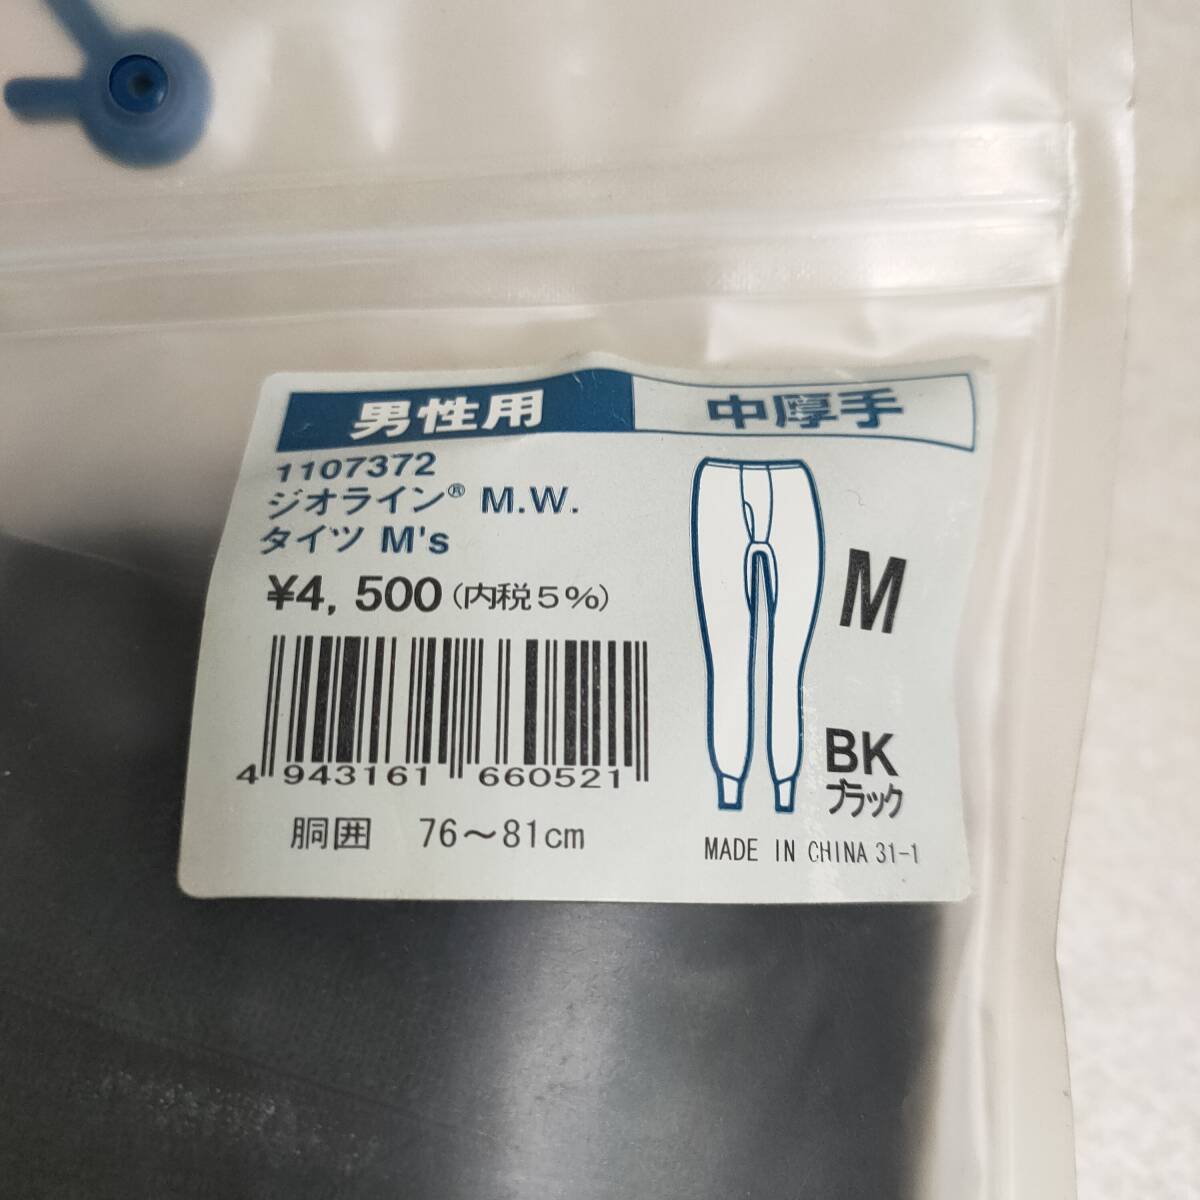 男性用 中厚手
1107372
ジオライン® M.W.
タイツ M's
¥4,500(内税5%)
M
BK
ブラック
4 943161 660521
胴囲 76~81cm
MADE IN CHINA 31-1